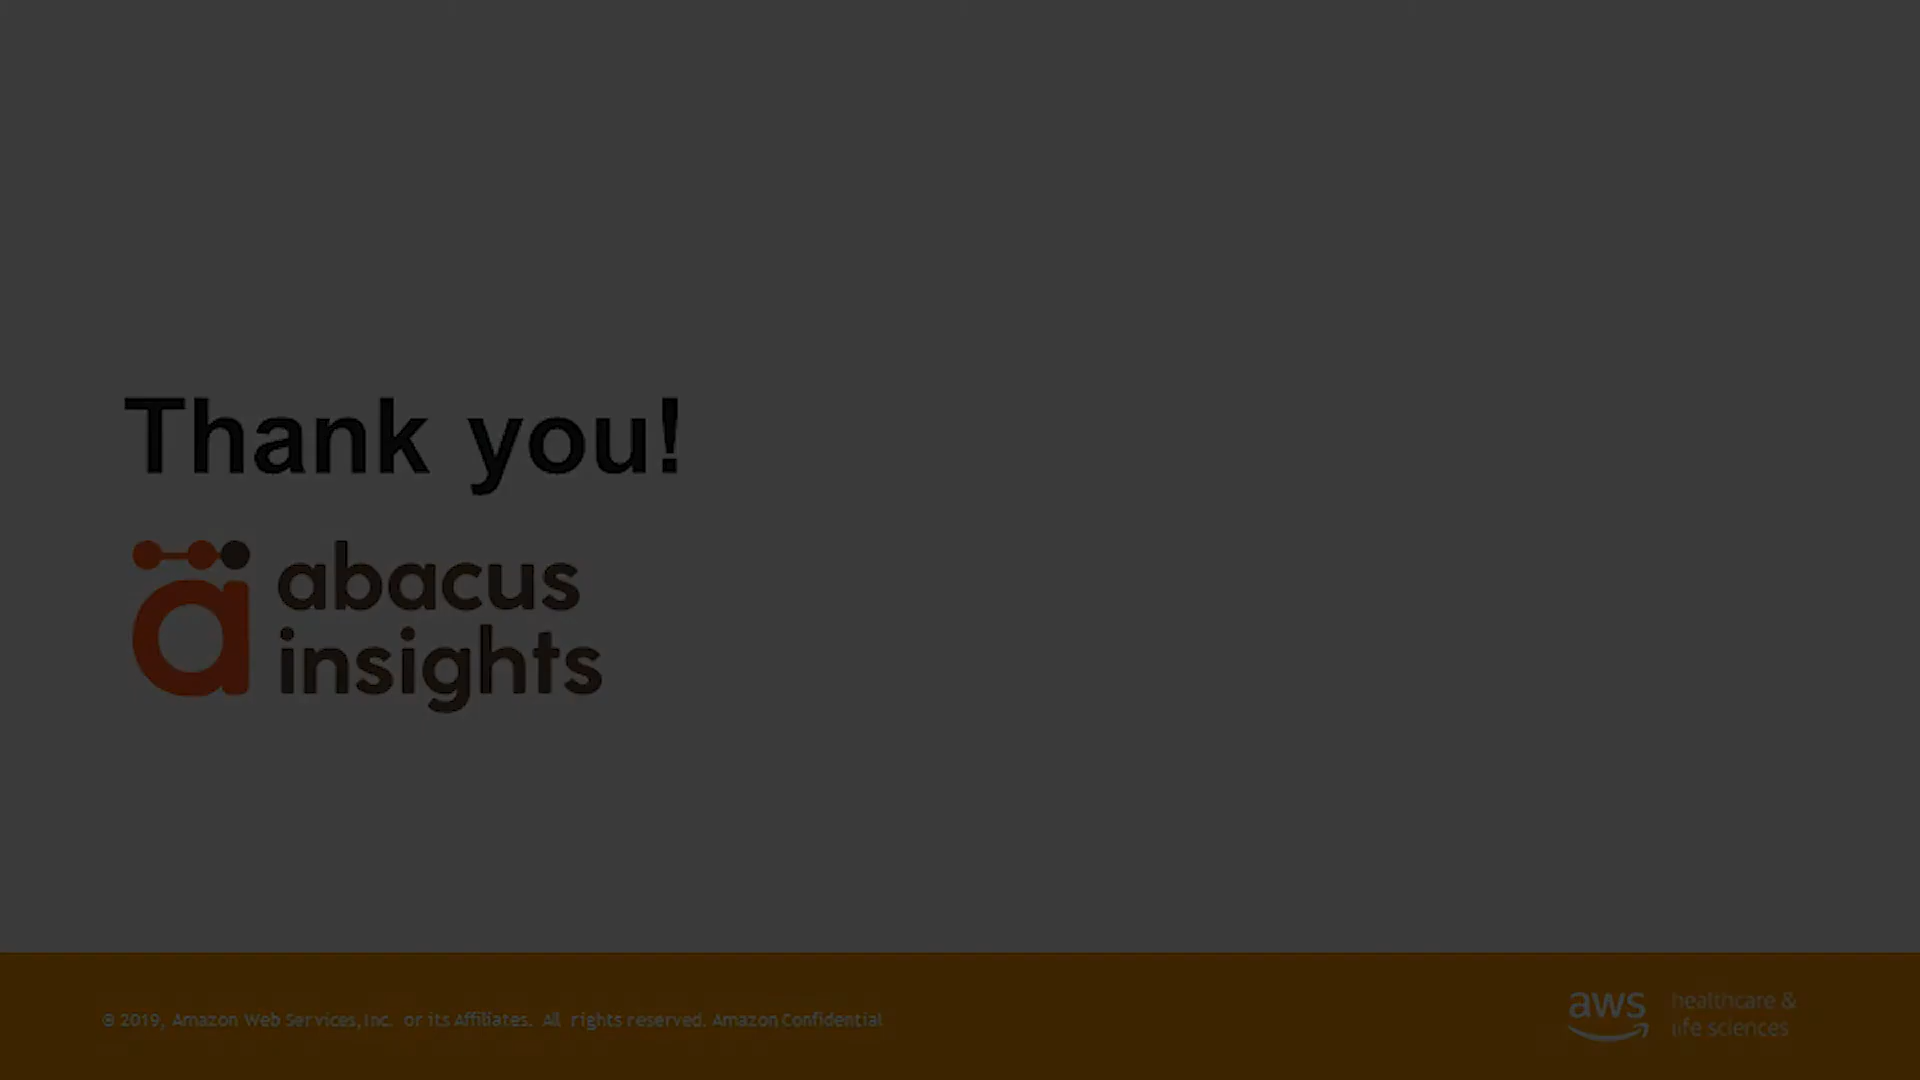 Thank you!
abacus
insights
© 2019, Amazon Web Services, Inc. or its Affiliates. All rights reserved. Amazon Confidential
aws
healthcare &
life sciences